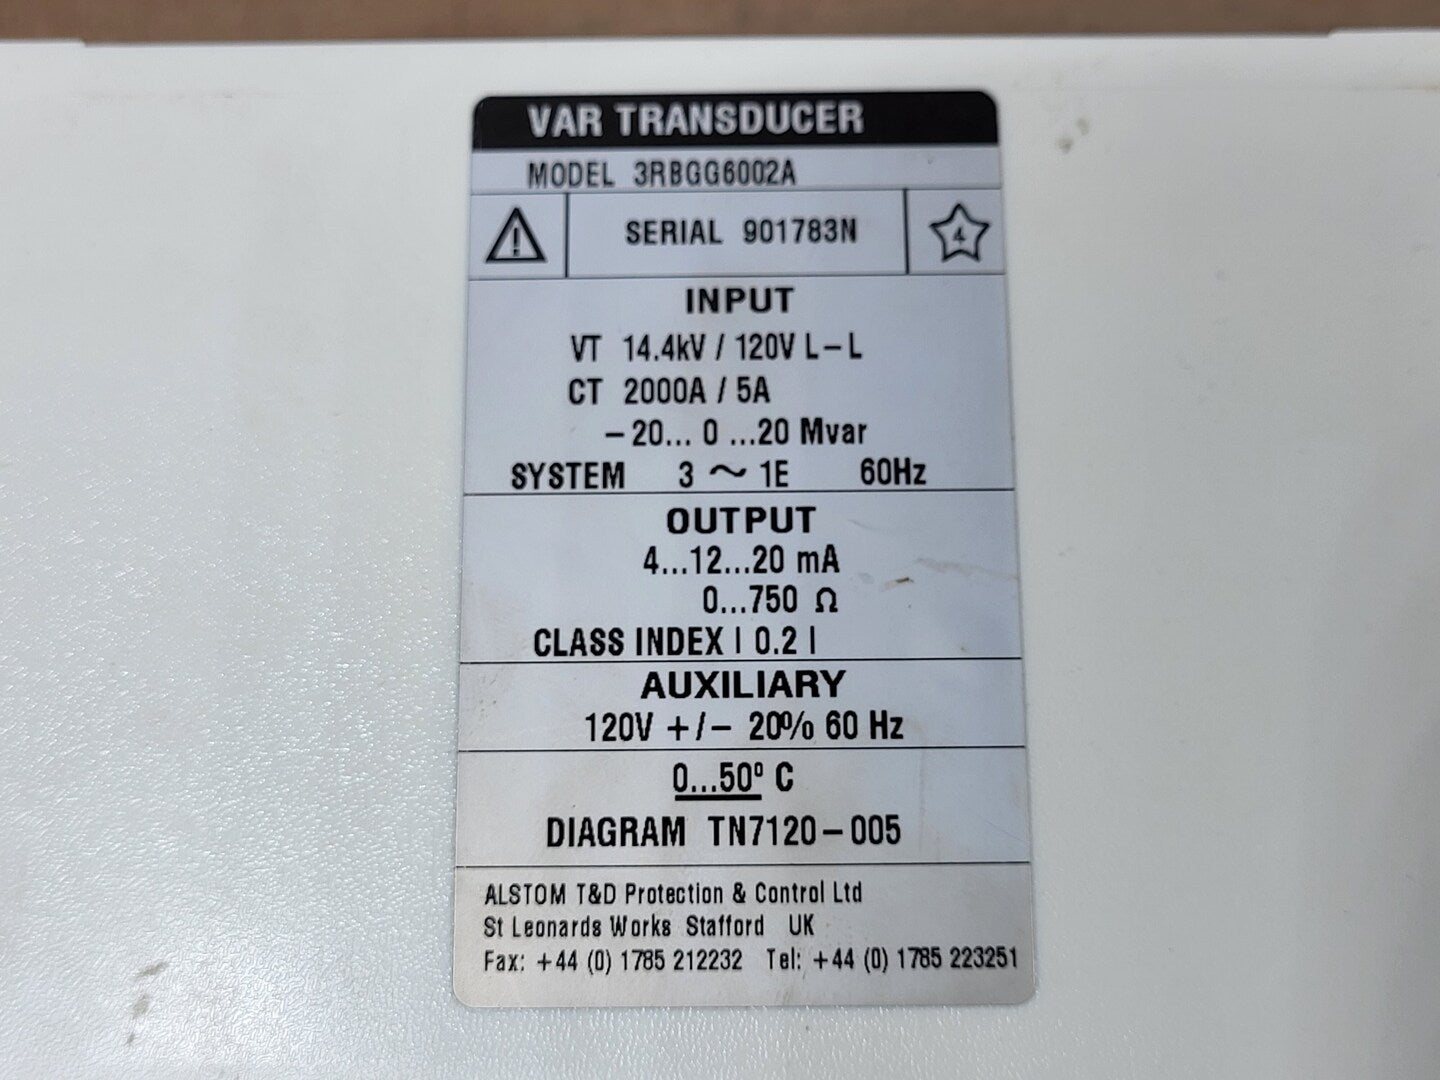 VAR TRANSDUCER
MODEL 3RBGG6002A
! SERIAL 901783N 4
INPUT
VT 14.4kV / 120V L–L
CT 2000A / 5A
–20... 0 ...20 Mvar
SYSTEM 3 ~ 1E 60Hz
OUTPUT
4...12...20 mA
0...750 Ω
CLASS INDEX | 0.2 |
AUXILIARY
120V +/– 20% 60 Hz
0...50º C
DIAGRAM TN7120–005
ALSTOM T&D Protection & Control Ltd
St Leonards Works Stafford UK
Fax: +44 (0) 1785 212232 Tel: +44 (0) 1785 223251